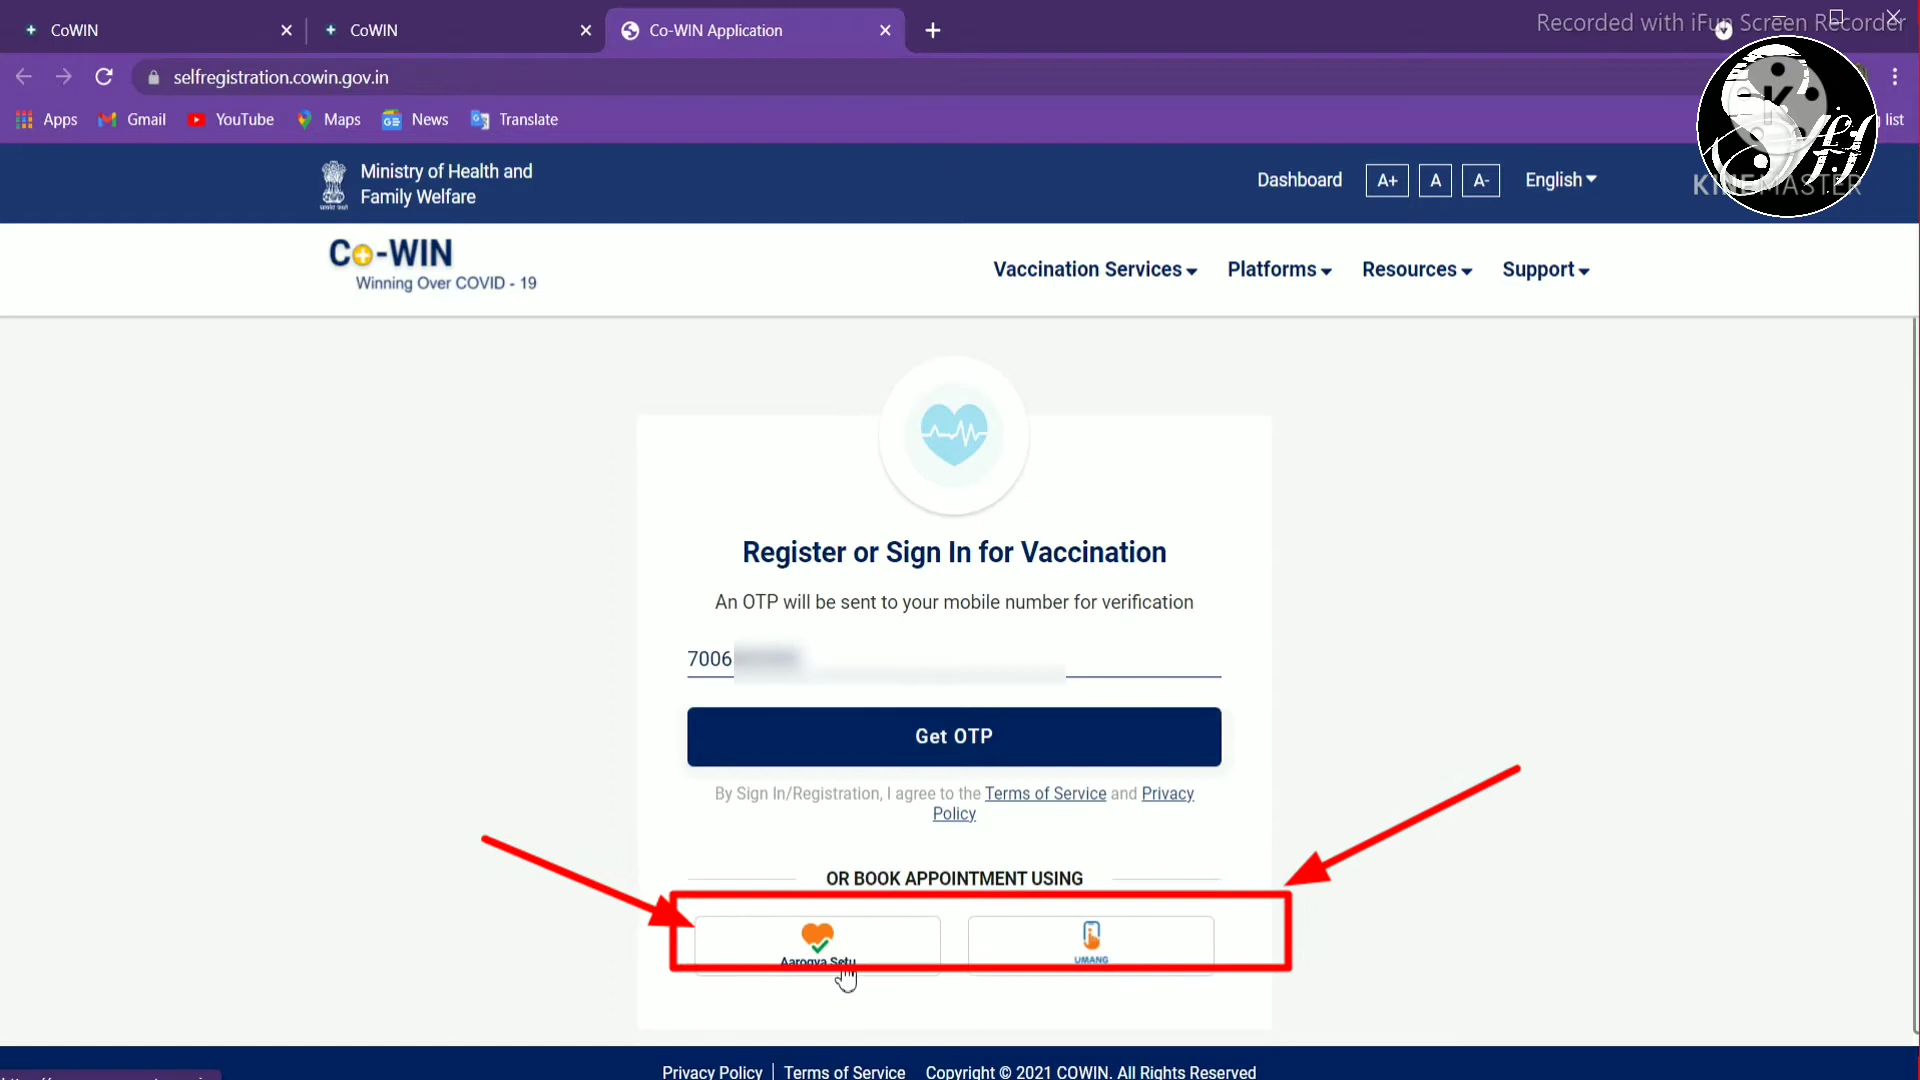 CoWIN
CoWIN
Co-WIN Application
Recorded with iFun Screen Recorder
selfregistration.cowin.gov.in
Apps
Gmail
YouTube
Maps
News
Translate
list
KINEMASTER
Ministry of Health and
Family Welfare
Dashboard
A+
A
A-
English
Co-WIN
Winning Over COVID - 19
Vaccination Services
Platforms
Resources
Support
Register or Sign In for Vaccination
An OTP will be sent to your mobile number for verification
7006
Get OTP
By Sign In/Registration, I agree to the Terms of Service and Privacy
Policy
OR BOOK APPOINTMENT USING
Aarogya Setu
UMANG
Privacy Policy | Terms of Service Copyright © 2021 COWIN. All Rights Reserved